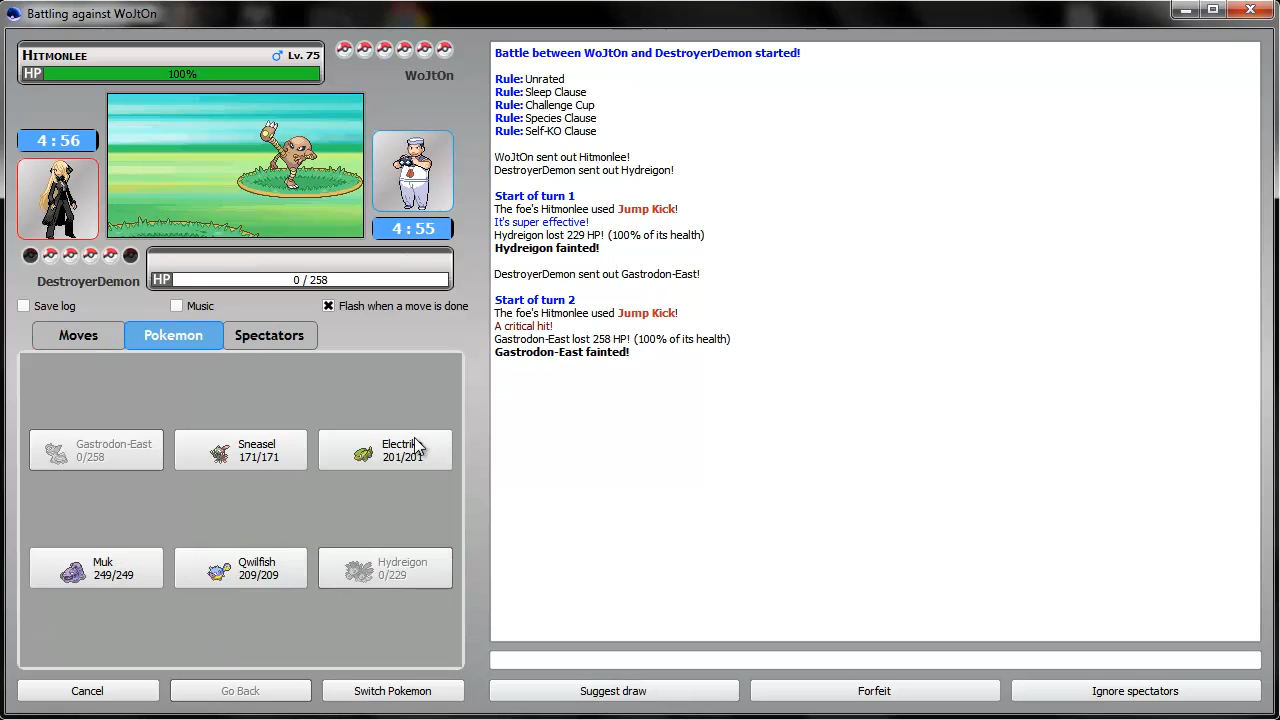 Battling against WoJtOn
HITMONLEE ♂ Lv. 75
HP 100%
WoJtOn
4:56
4:55
DestroyerDemon
HP 0 / 258
Save log
Music
Flash when a move is done
Moves
Pokemon
Spectators
Gastrodon-East
0/258
Sneasel
171/171
201/201
Muk
249/249
Qwilfish
209/209
Hydreigon
0/229
Cancel
Go Back
Switch Pokemon
Battle between WoJtOn and DestroyerDemon started!
Rule: Unrated
Rule: Sleep Clause
Rule: Challenge Cup
Rule: Species Clause
Rule: Self-KO Clause
WoJtOn sent out Hitmonlee!
DestroyerDemon sent out Hydreigon!
Start of turn 1
The foe's Hitmonlee used Jump Kick!
It's super effective!
Hydreigon lost 229 HP! (100% of its health)
Hydreigon fainted!
DestroyerDemon sent out Gastrodon-East!
Start of turn 2
The foe's Hitmonlee used Jump Kick!
A critical hit!
Gastrodon-East lost 258 HP! (100% of its health)
Gastrodon-East fainted!
Suggest draw
Forfeit
Ignore spectators